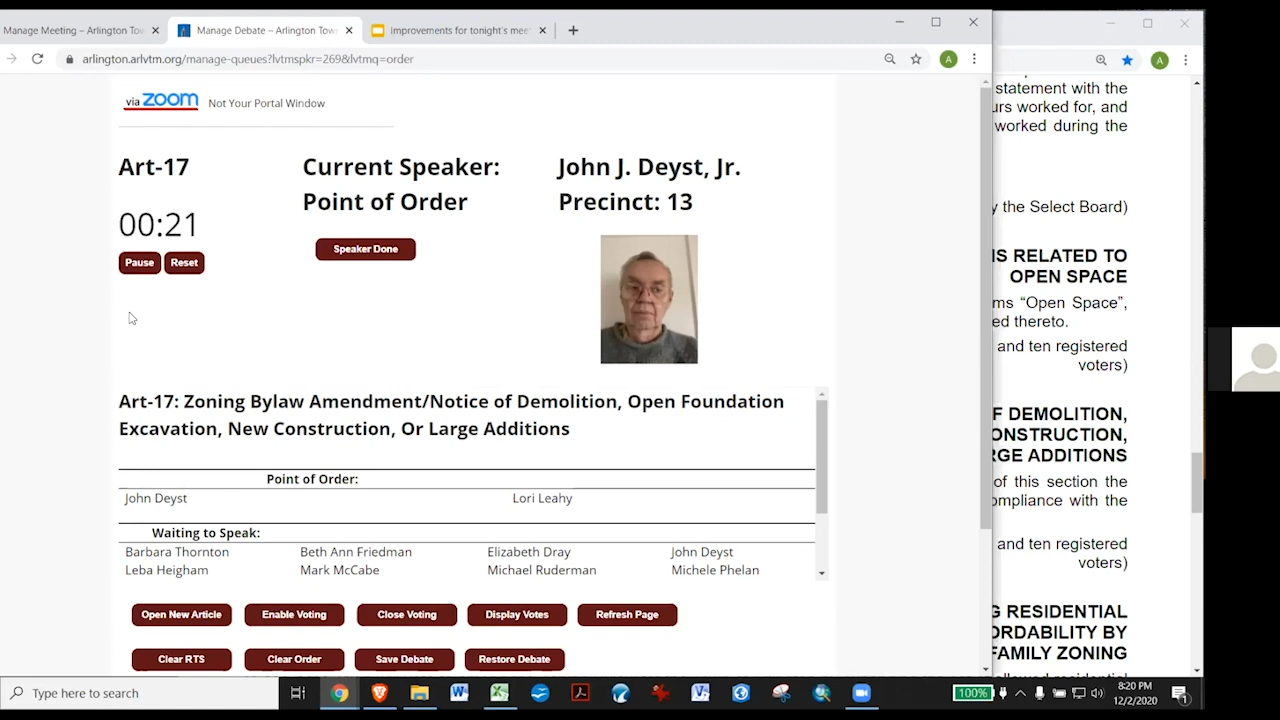 Manage Meeting – Arlington Tow
Manage Debate – Arlington Town
Improvements for tonight's mee
arlington.arlvtm.org/manage-queues?lvtmspkr=269&lvtmq=order
A
A
via zoom Not Your Portal Window
Art-17
Current Speaker:
John J. Deyst, Jr.
Point of Order
Precinct: 13
00:21
Pause
Reset
Speaker Done
Art-17: Zoning Bylaw Amendment/Notice of Demolition, Open Foundation
Excavation, New Construction, Or Large Additions
Point of Order:
John Deyst
Lori Leahy
Waiting to Speak:
Barbara Thornton
Beth Ann Friedman
Elizabeth Dray
John Deyst
Leba Heigham
Mark McCabe
Michael Ruderman
Michele Phelan
Open New Article
Enable Voting
Close Voting
Display Votes
Refresh Page
Clear RTS
Clear Order
Save Debate
Restore Debate
statement with the
urs worked for, and
worked during the
y the Select Board)
IS RELATED TO
OPEN SPACE
ms “Open Space”,
ed thereto.
and ten registered
voters)
F DEMOLITION,
ONSTRUCTION,
RGE ADDITIONS
of this section the
ompliance with the
and ten registered
voters)
G RESIDENTIAL
ORDABILITY BY
FAMILY ZONING
Type here to search
100%
8:20 PM
12/2/2020
1